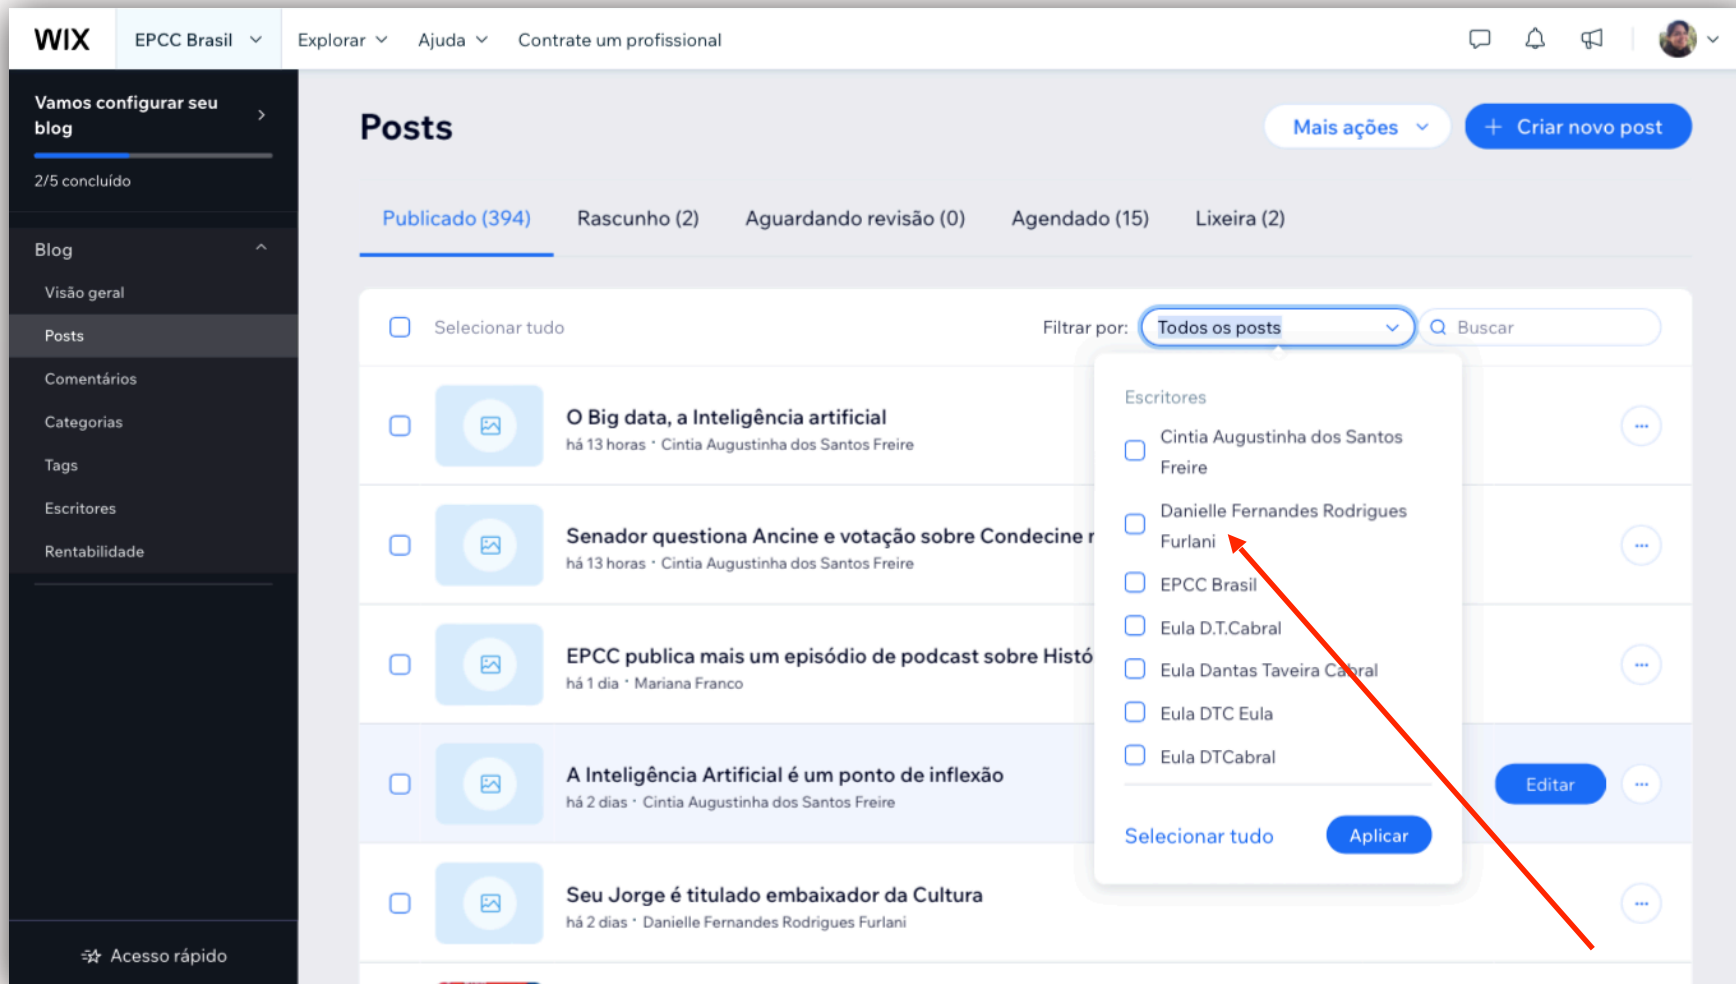 WIX
EPCC Brasil
Explorar
Ajuda
Contrate um profissional
Vamos configurar seu
blog
2/5 concluído
Blog
Visão geral
Posts
Comentários
Categorias
Tags
Escritores
Rentabilidade
Acesso rápido
Posts
Mais ações
+ Criar novo post
Publicado (394)
Rascunho (2)
Aguardando revisão (0)
Agendado (15)
Lixeira (2)
Selecionar tudo
Filtrar por:
Todos os posts
Buscar
O Big data, a Inteligência artificial
há 13 horas · Cintia Augustinha dos Santos Freire
Senador questiona Ancine e votação sobre Condecine
há 13 horas · Cintia Augustinha dos Santos Freire
EPCC publica mais um episódio de podcast sobre Histó
há 1 dia · Mariana Franco
A Inteligência Artificial é um ponto de inflexão
há 2 dias · Cintia Augustinha dos Santos Freire
Editar
Seu Jorge é titulado embaixador da Cultura
há 2 dias · Danielle Fernandes Rodrigues Furlani
Escritores
Cintia Augustinha dos Santos
Freire
Danielle Fernandes Rodrigues
Furlani
EPCC Brasil
Eula D.T.Cabral
Eula Dantas Taveira Cabral
Eula DTC Eula
Eula DTCabral
Selecionar tudo
Aplicar